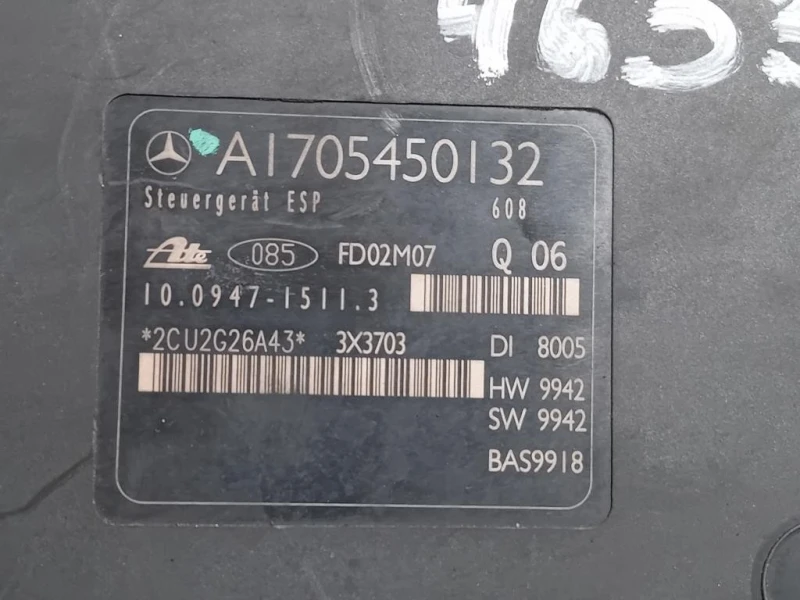 A1705450132
Steuergerät ESP 608
Ate 085 FD02M07 Q 06
10.0947-1511.3
*2CU2G26A43* 3X3703 DI 8005
HW 9942
SW 9942
BAS9918